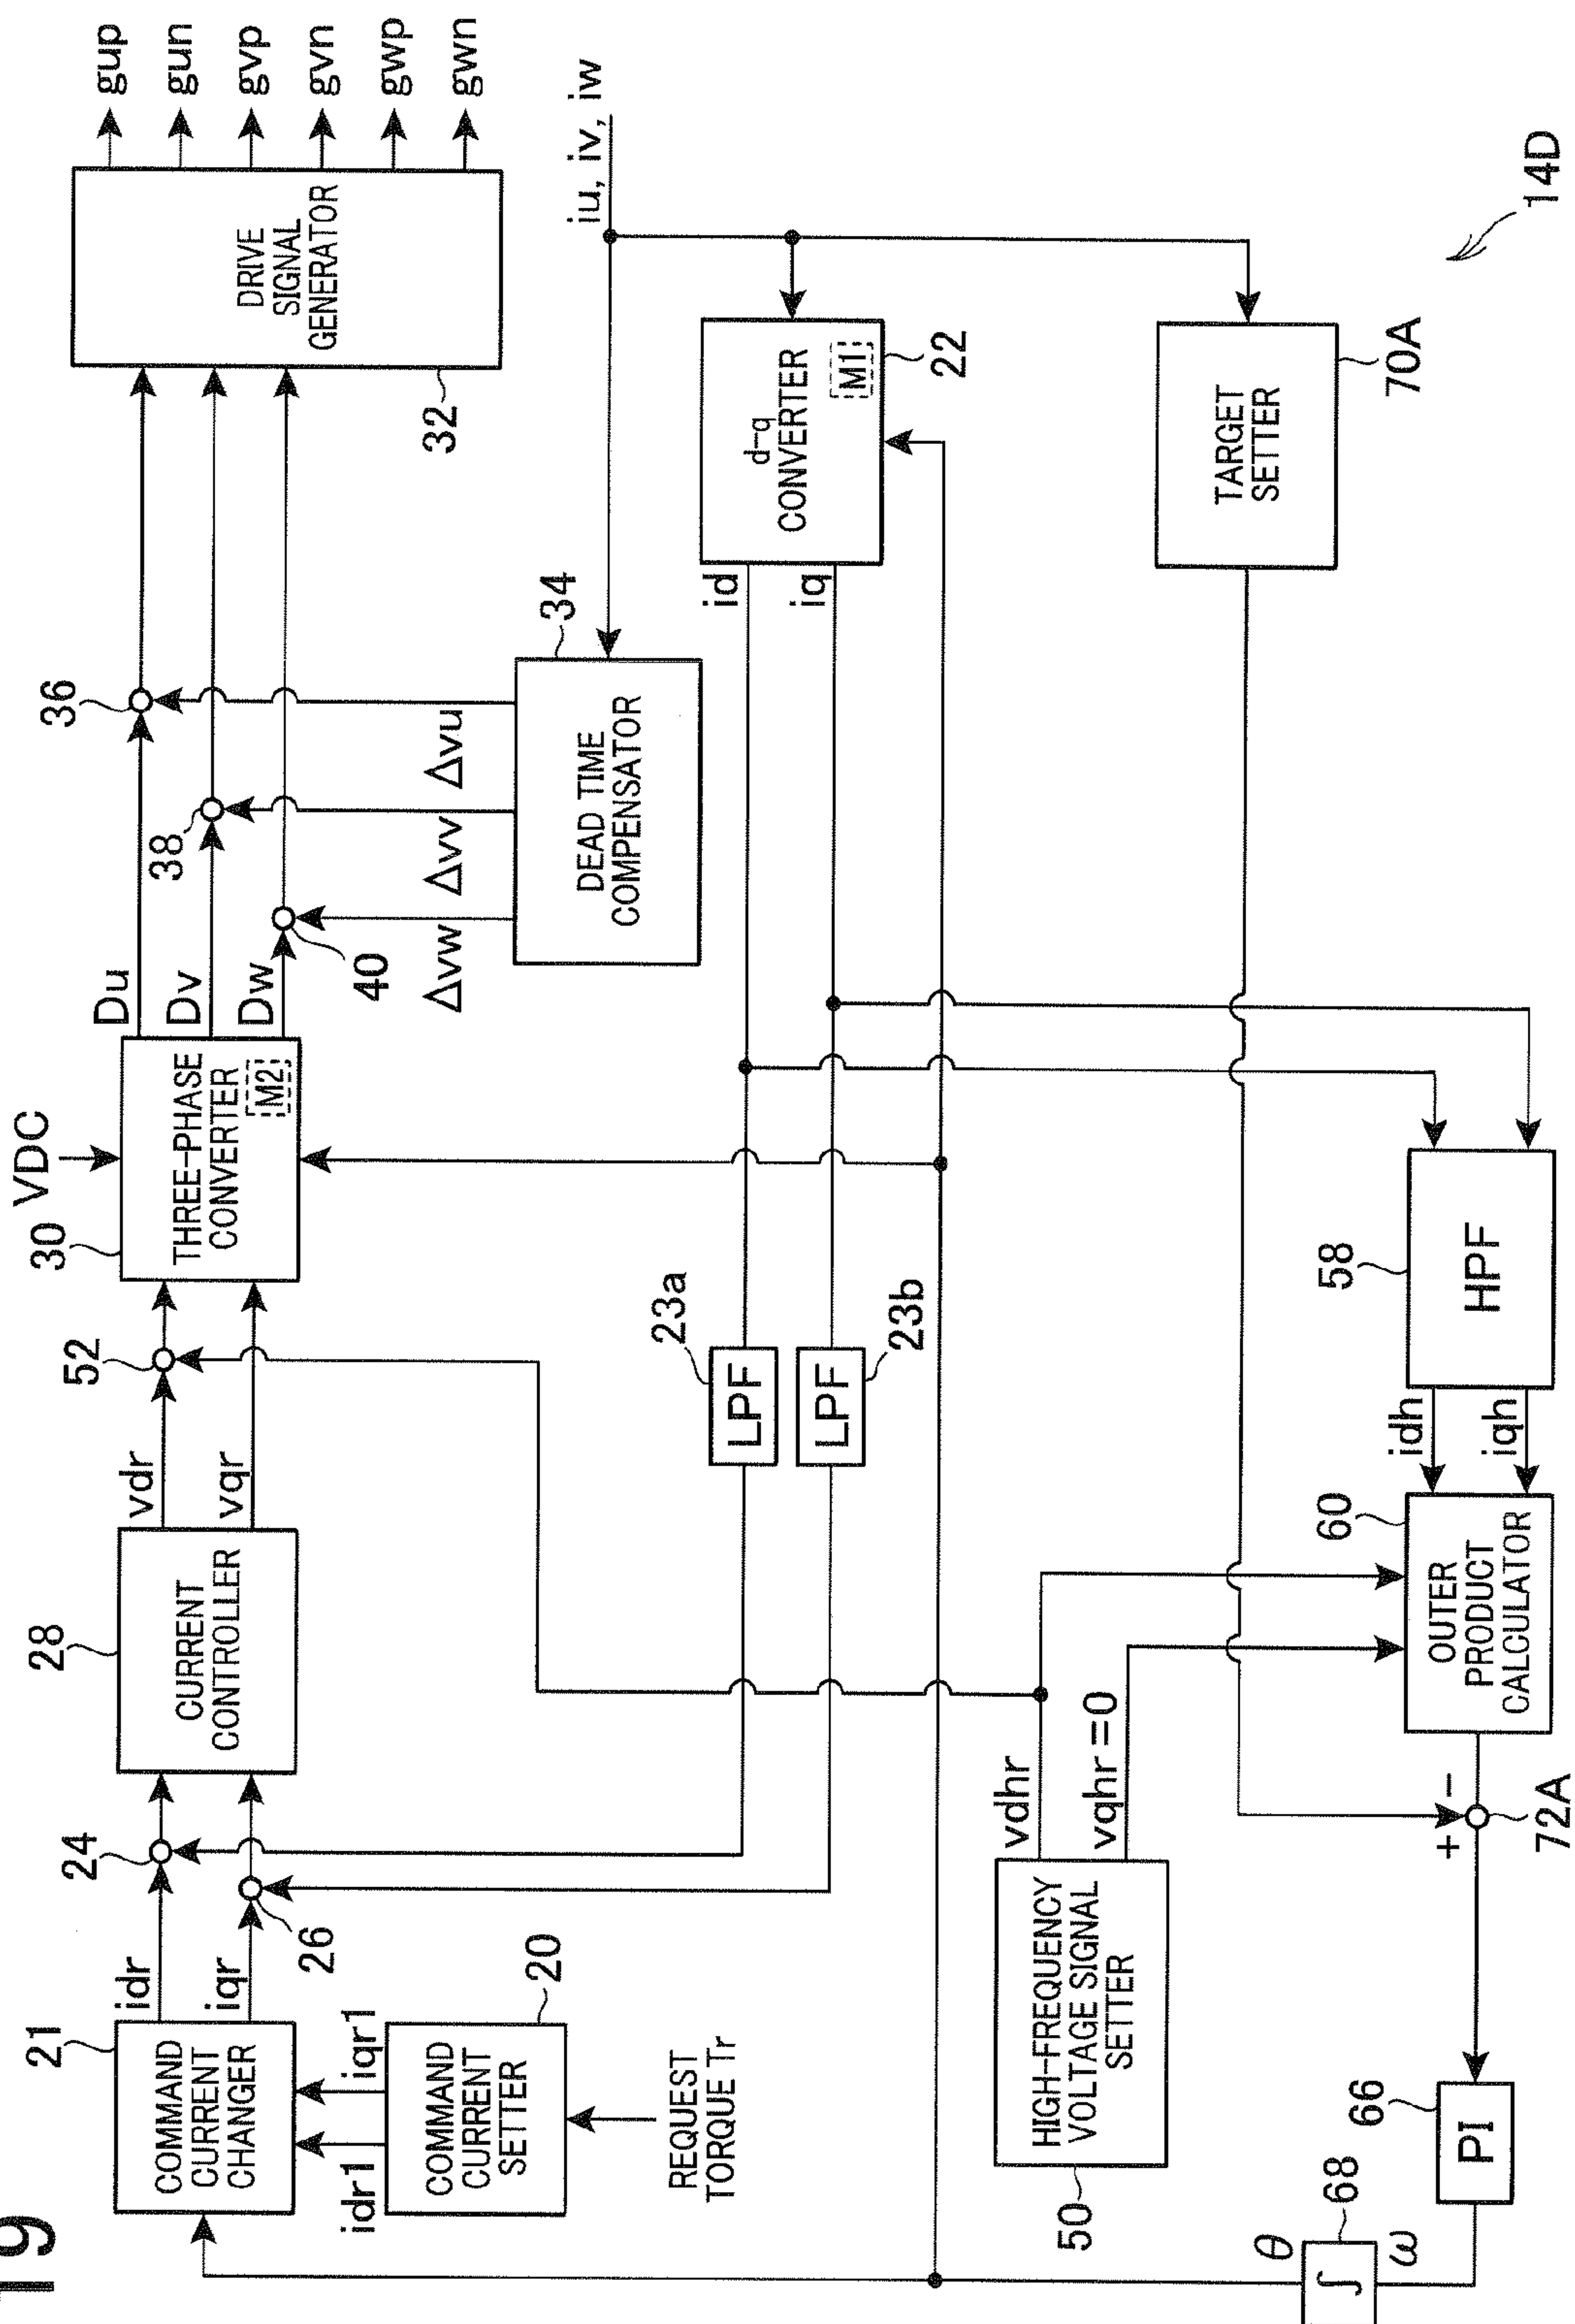 19
21
COMMAND
CURRENT
CHANGER
idr
iqr
idr1
iqr1
COMMAND
CURRENT
SETTER
20
REQUEST
TORQUE Tr
24
26
28
CURRENT
CONTROLLER
vdr
vqr
52
30
VDC
THREE-PHASE
CONVERTER
M2
Du
Dv
Dw
36
38
40
Δvu
Δvv
Δvw
34
DEAD TIME
COMPENSATOR
32
DRIVE
SIGNAL
GENERATOR
gup
gun
gvp
gvn
gwp
gwn
iu, iv, iw
d-q
CONVERTER
M1
22
id
iq
23a
LPF
LPF
23b
TARGET
SETTER
70A
HIGH-FREQUENCY
VOLTAGE SIGNAL
SETTER
50
vdhr
vqhr=0
58
HPF
idh
iqh
60
OUTER
PRODUCT
CALCULATOR
+
−
72A
66
PI
68
∫
θ
ω
14D